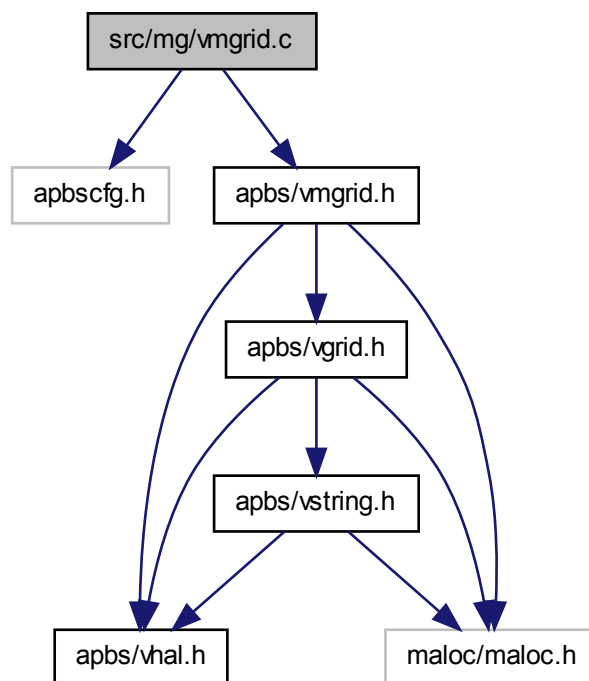 src/mg/vmgrid.c
apbscfg.h
apbs/vmgrid.h
apbs/vgrid.h
apbs/vstring.h
apbs/vhal.h
maloc/maloc.h